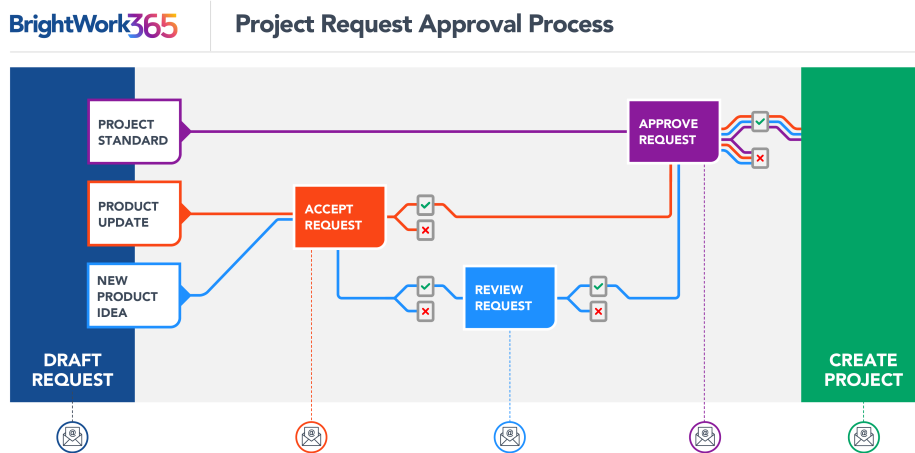 BrightWork365
Project Request Approval Process
PROJECT
STANDARD
APPROVE
REQUEST
PRODUCT
UPDATE
ACCEPT
REQUEST
NEW
PRODUCT
IDEA
REVIEW
REQUEST
DRAFT
REQUEST
CREATE
PROJECT
@
@
@
@
@